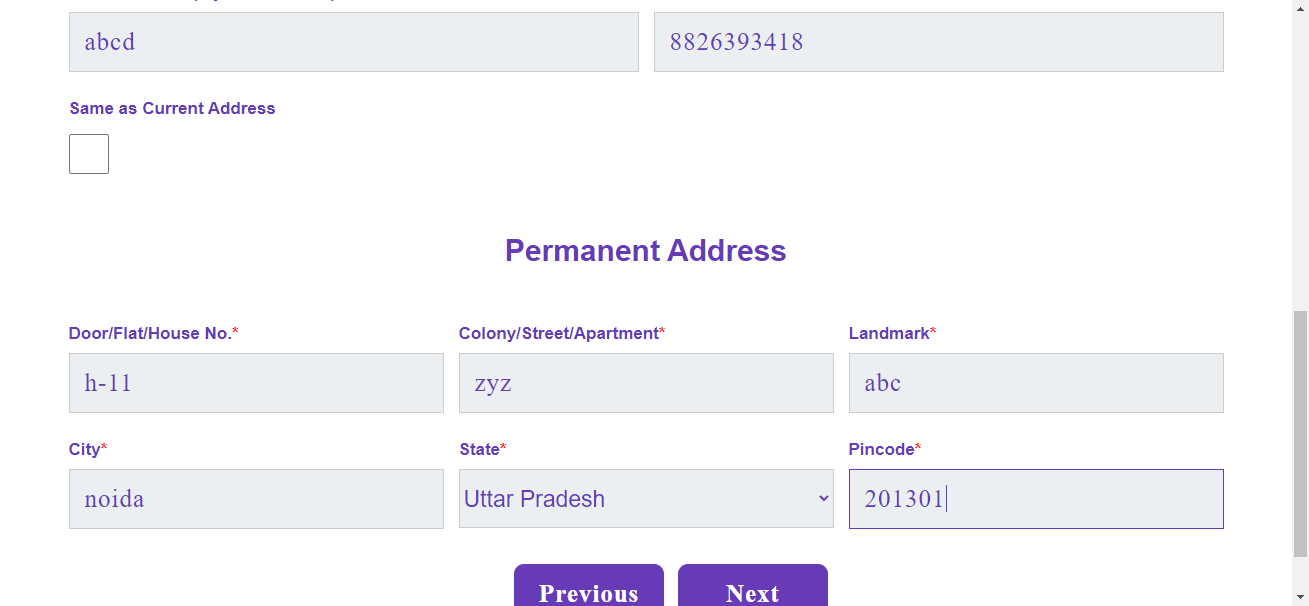 abcd 8826393418
Same as Current Address
Permanent Address
Door/Flat/House No.* Colony/Street/Apartment* Landmark*
h-11 zyz abc
City* State* Pincode*
noida Uttar Pradesh 201301
Previous Next